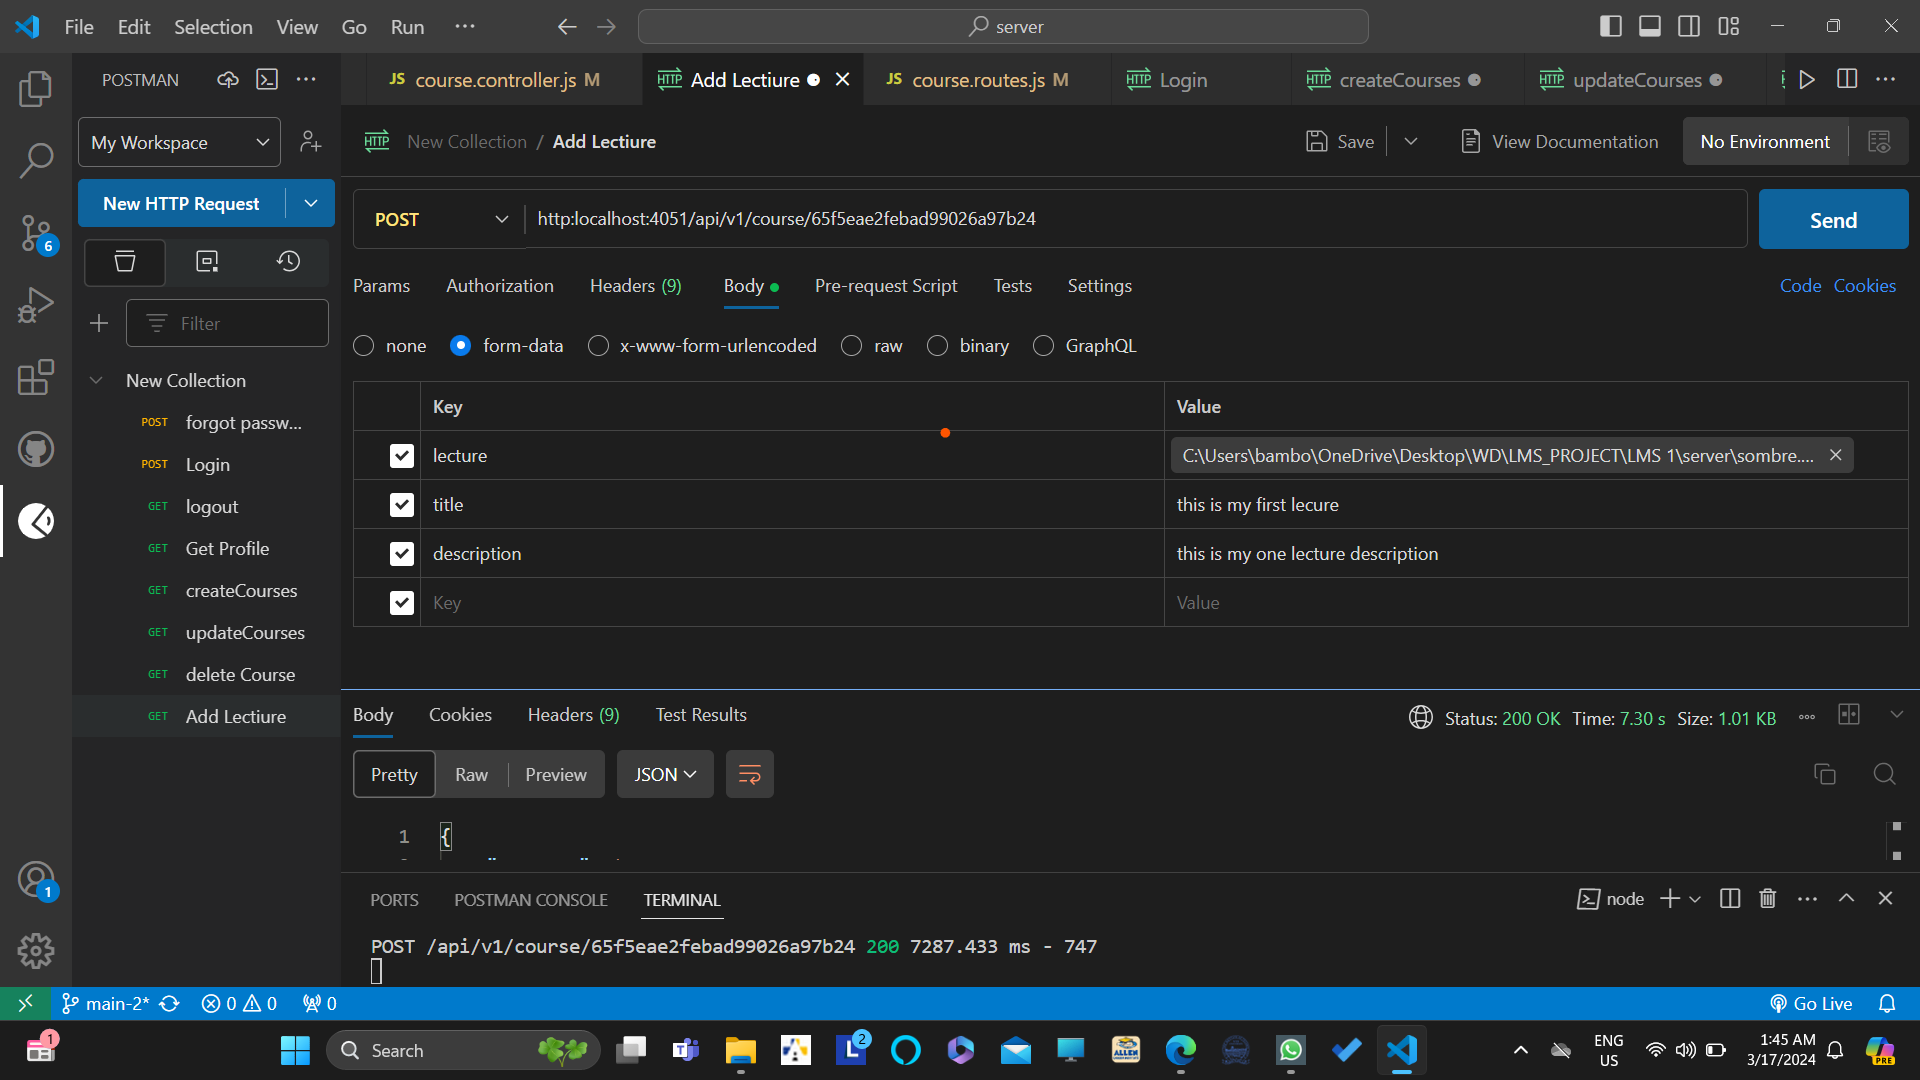 File Edit Selection View Go Run ··· server
POSTMAN
JS course.controller.js M
HTTP Add Lectiure
JS course.routes.js M
HTTP Login
HTTP createCourses
HTTP updateCourses
My Workspace
HTTP New Collection / Add Lectiure
Save
View Documentation
No Environment
New HTTP Request
POST http:localhost:4051/api/v1/course/65f5eae2febad99026a97b24 Send
6
Params Authorization Headers (9) Body Pre-request Script Tests Settings Code Cookies
Filter
none form-data x-www-form-urlencoded raw binary GraphQL
New Collection
POST forgot passw...
POST Login
GET logout
GET Get Profile
GET createCourses
GET updateCourses
GET delete Course
GET Add Lectiure
Key Value
lecture C:\Users\bambo\OneDrive\Desktop\WD\LMS_PROJECT\LMS 1\server\sombre....
title this is my first lecure
description this is my one lecture description
Key Value
Body Cookies Headers (9) Test Results
Status: 200 OK Time: 7.30 s Size: 1.01 KB
Pretty Raw Preview JSON
1 {
1
PORTS POSTMAN CONSOLE TERMINAL
node
POST /api/v1/course/65f5eae2febad99026a97b24 200 7287.433 ms - 747
main-2* 0 0 0 Go Live
1
Search
2
L
ALLEN
ENG
US
1:45 AM
3/17/2024
PRE